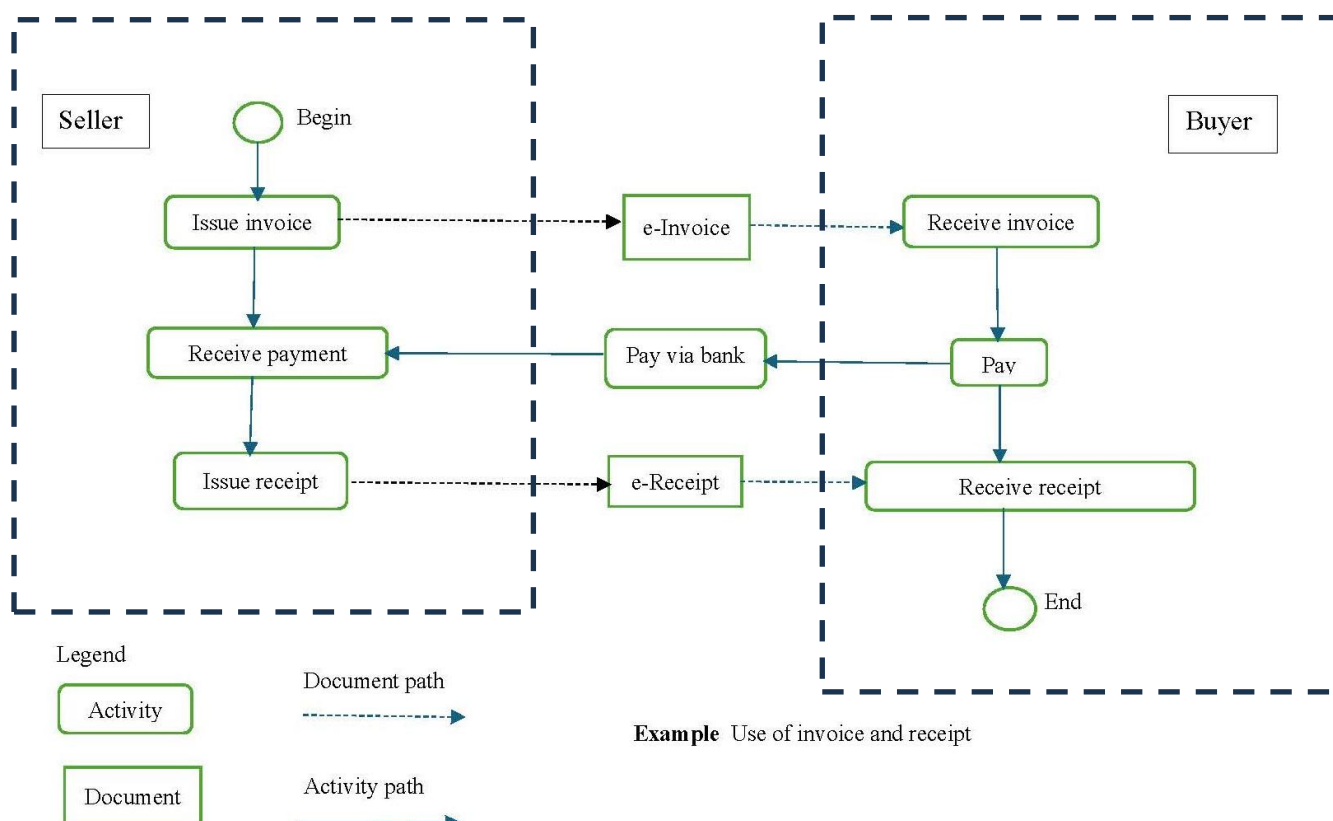 Seller
Begin
Buyer
Issue invoice
e-Invoice
Receive invoice
Receive payment
Pay via bank
Pay
Issue receipt
e-Receipt
Receive receipt
End
Legend
Activity
Document path
Example Use of invoice and receipt
Document
Activity path